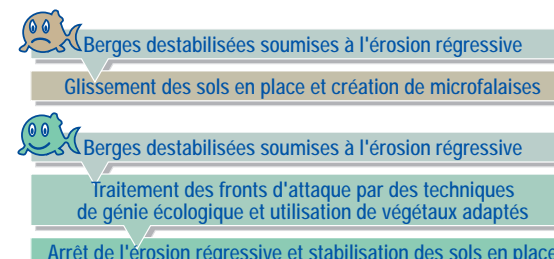 Berges destabilisées soumises à l'érosion régressive
Glissement des sols en place et création de microfalaises
Berges destabilisées soumises à l'érosion régressive
Traitement des fronts d'attaque par des techniques
de génie écologique et utilisation de végétaux adaptés
Arrêt de l'érosion régressive et stabilisation des sols en place